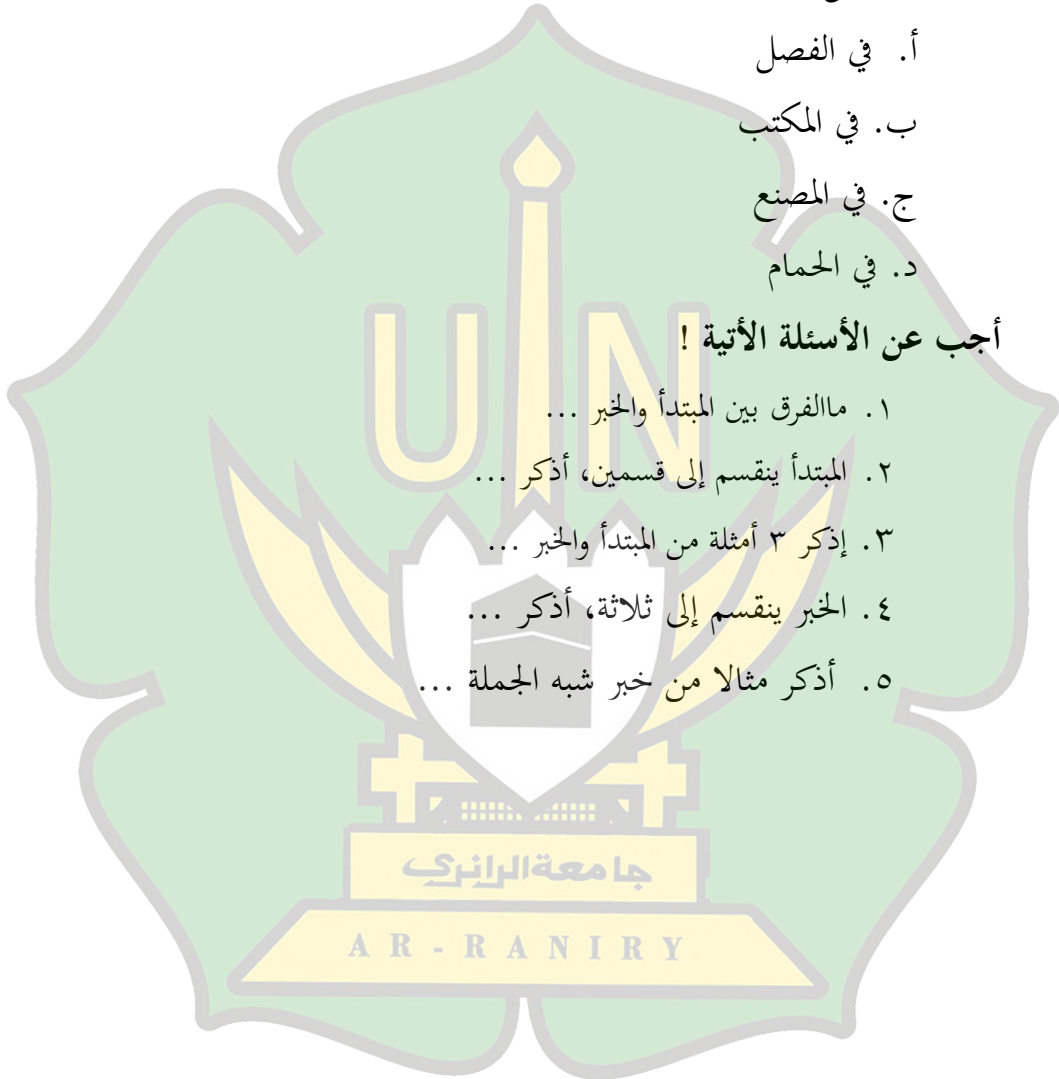 أ. في الفصل
ب. في المكتب
ج. في المصنع
د. في الحمام
أجب عن الأسئلة الأتية !
١. ماالفرق بين المبتدأ والخبر ...
٢. المبتدأ ينقسم إلى قسمين، أذكر ...
٣. إذكر ٣ أمثلة من المبتدأ والخبر ...
٤. الخبر ينقسم إلى ثلاثة، أذكر ...
٥. أذكر مثالا من خبر شبه الجملة ...
UIN
جامعةالرانري
AR-RANIRY